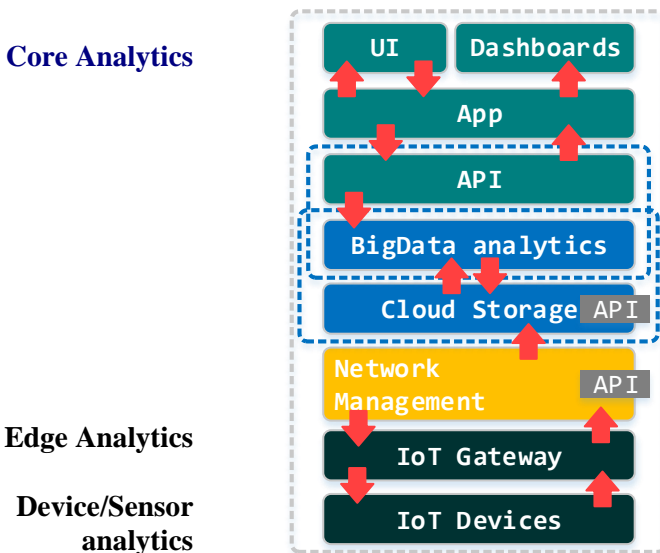 Core Analytics
UI
Dashboards
App
API
BigData analytics
Cloud Storage
API
Network
Management
API
Edge Analytics
IoT Gateway
Device/Sensor
analytics
IoT Devices